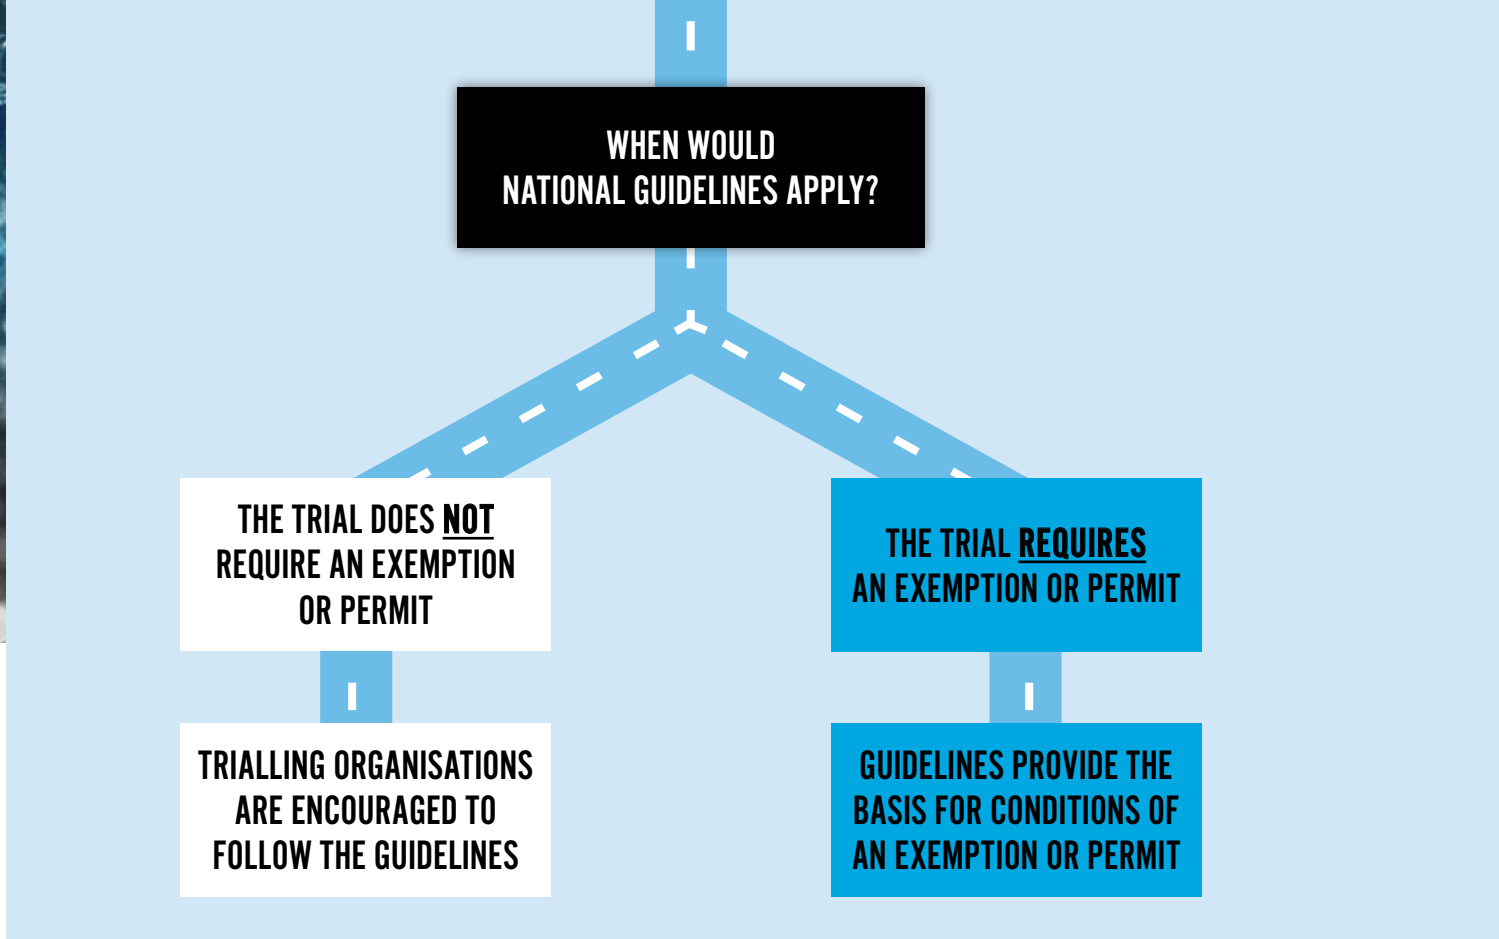 WHEN WOULD
NATIONAL GUIDELINES APPLY?
THE TRIAL DOES NOT
REQUIRE AN EXEMPTION
OR PERMIT
THE TRIAL REQUIRES
AN EXEMPTION OR PERMIT
TRIALLING ORGANISATIONS
ARE ENCOURAGED TO
FOLLOW THE GUIDELINES
GUIDELINES PROVIDE THE
BASIS FOR CONDITIONS OF
AN EXEMPTION OR PERMIT